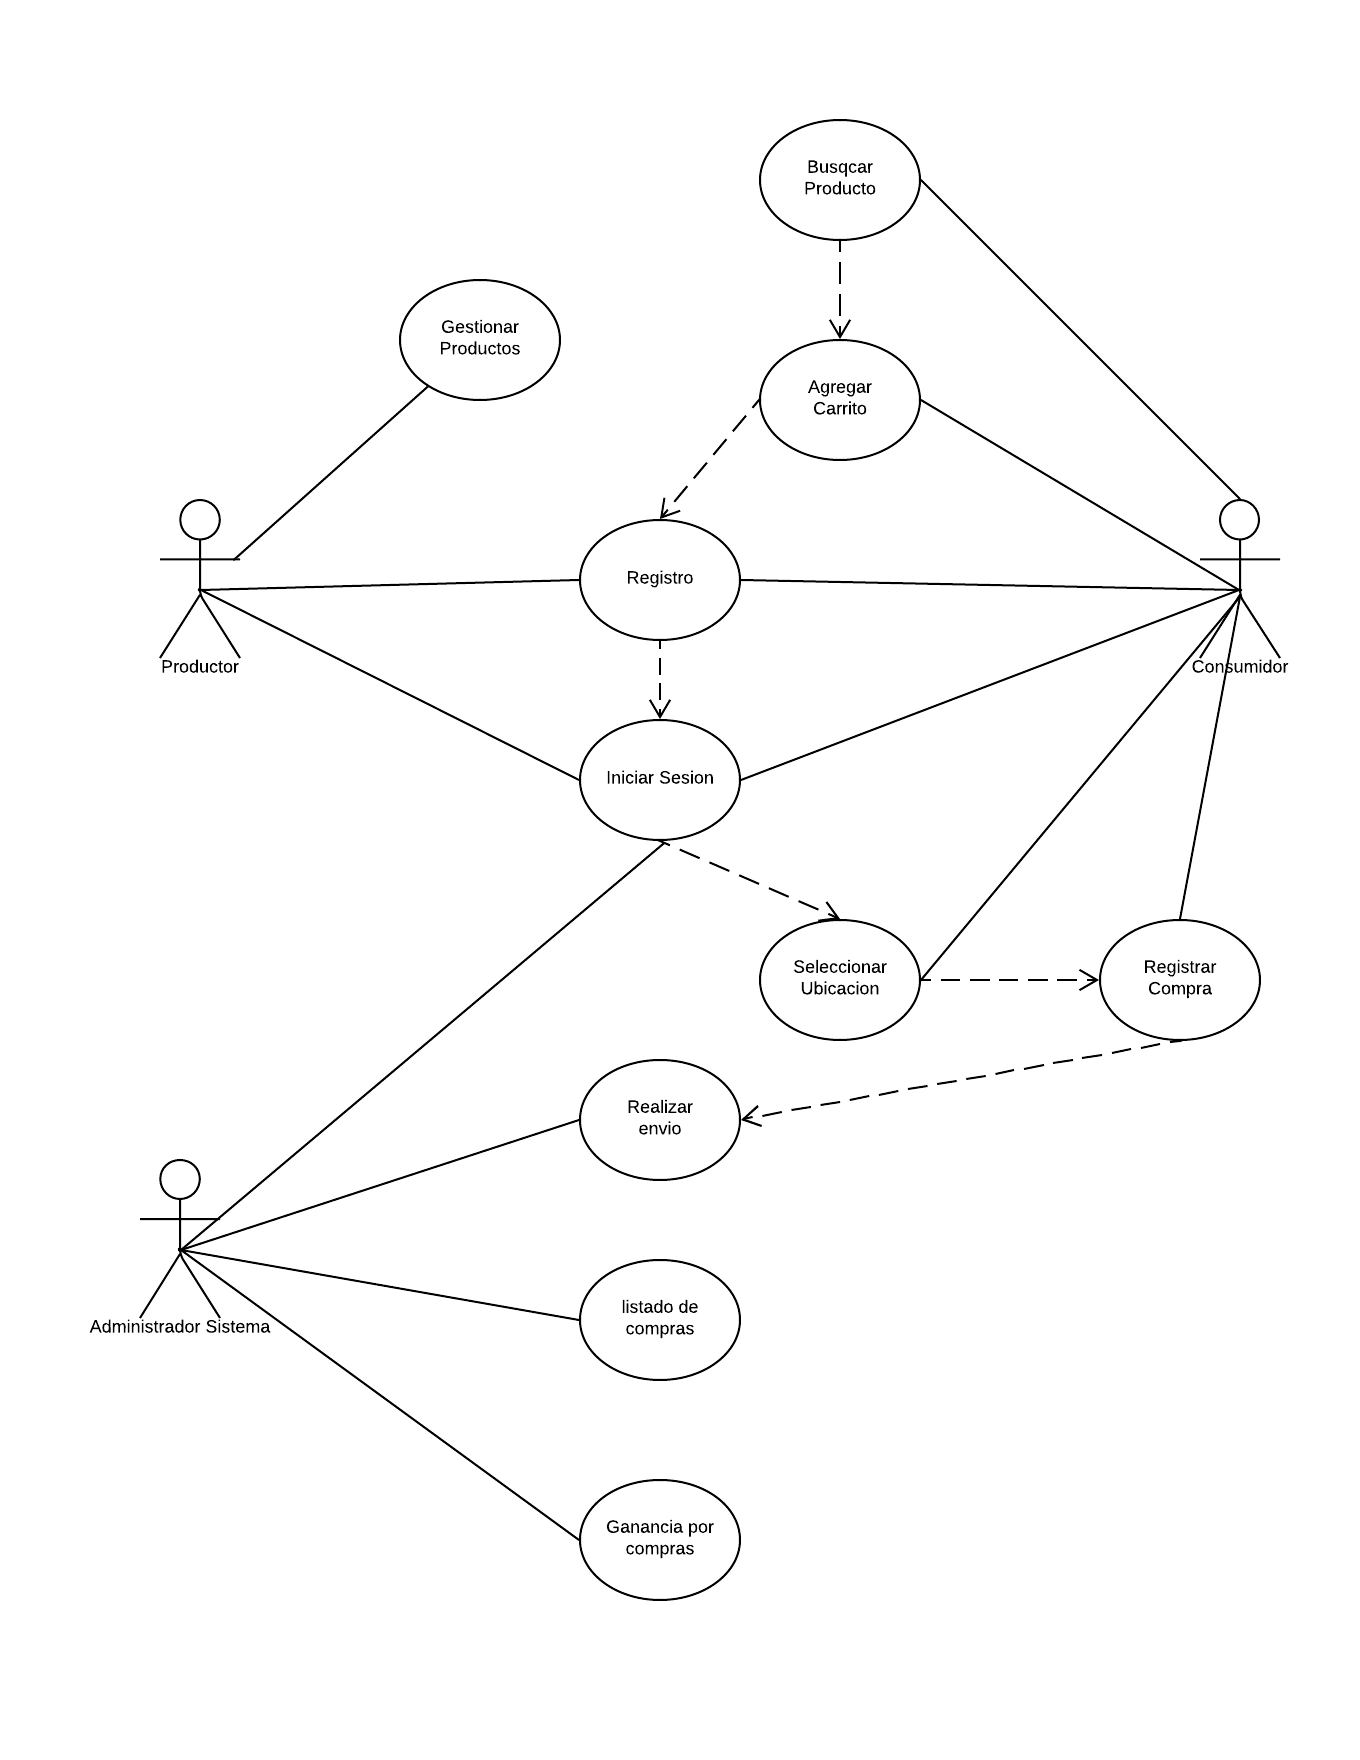 Busqcar
Producto
Gestionar
Productos
Agregar
Carrito
Registro
Productor
Consumidor
Iniciar Sesion
Seleccionar
Ubicacion
Registrar
Compra
Realizar
envio
listado de
compras
Administrador Sistema
Ganancia por
compras